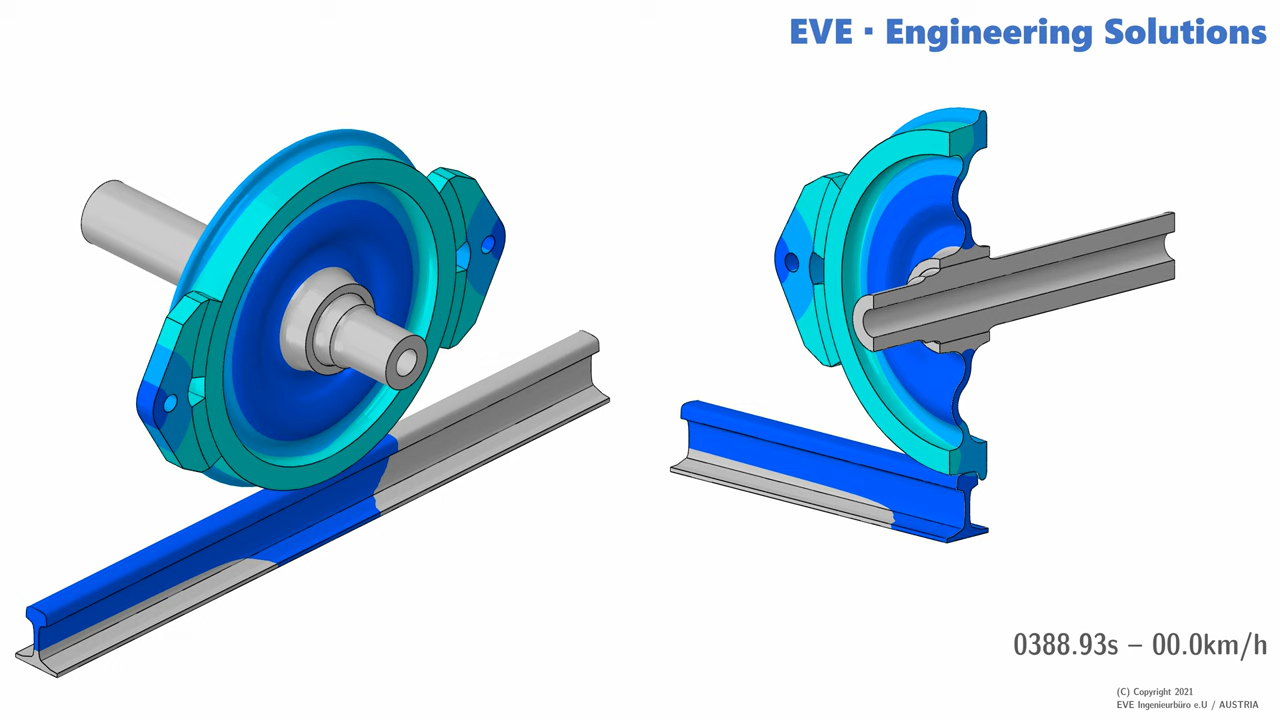 EVE ▪ Engineering Solutions
0388.93s – 00.0km/h
(C) Copyright 2021
EVE Ingenieurbüro e.U / AUSTRIA